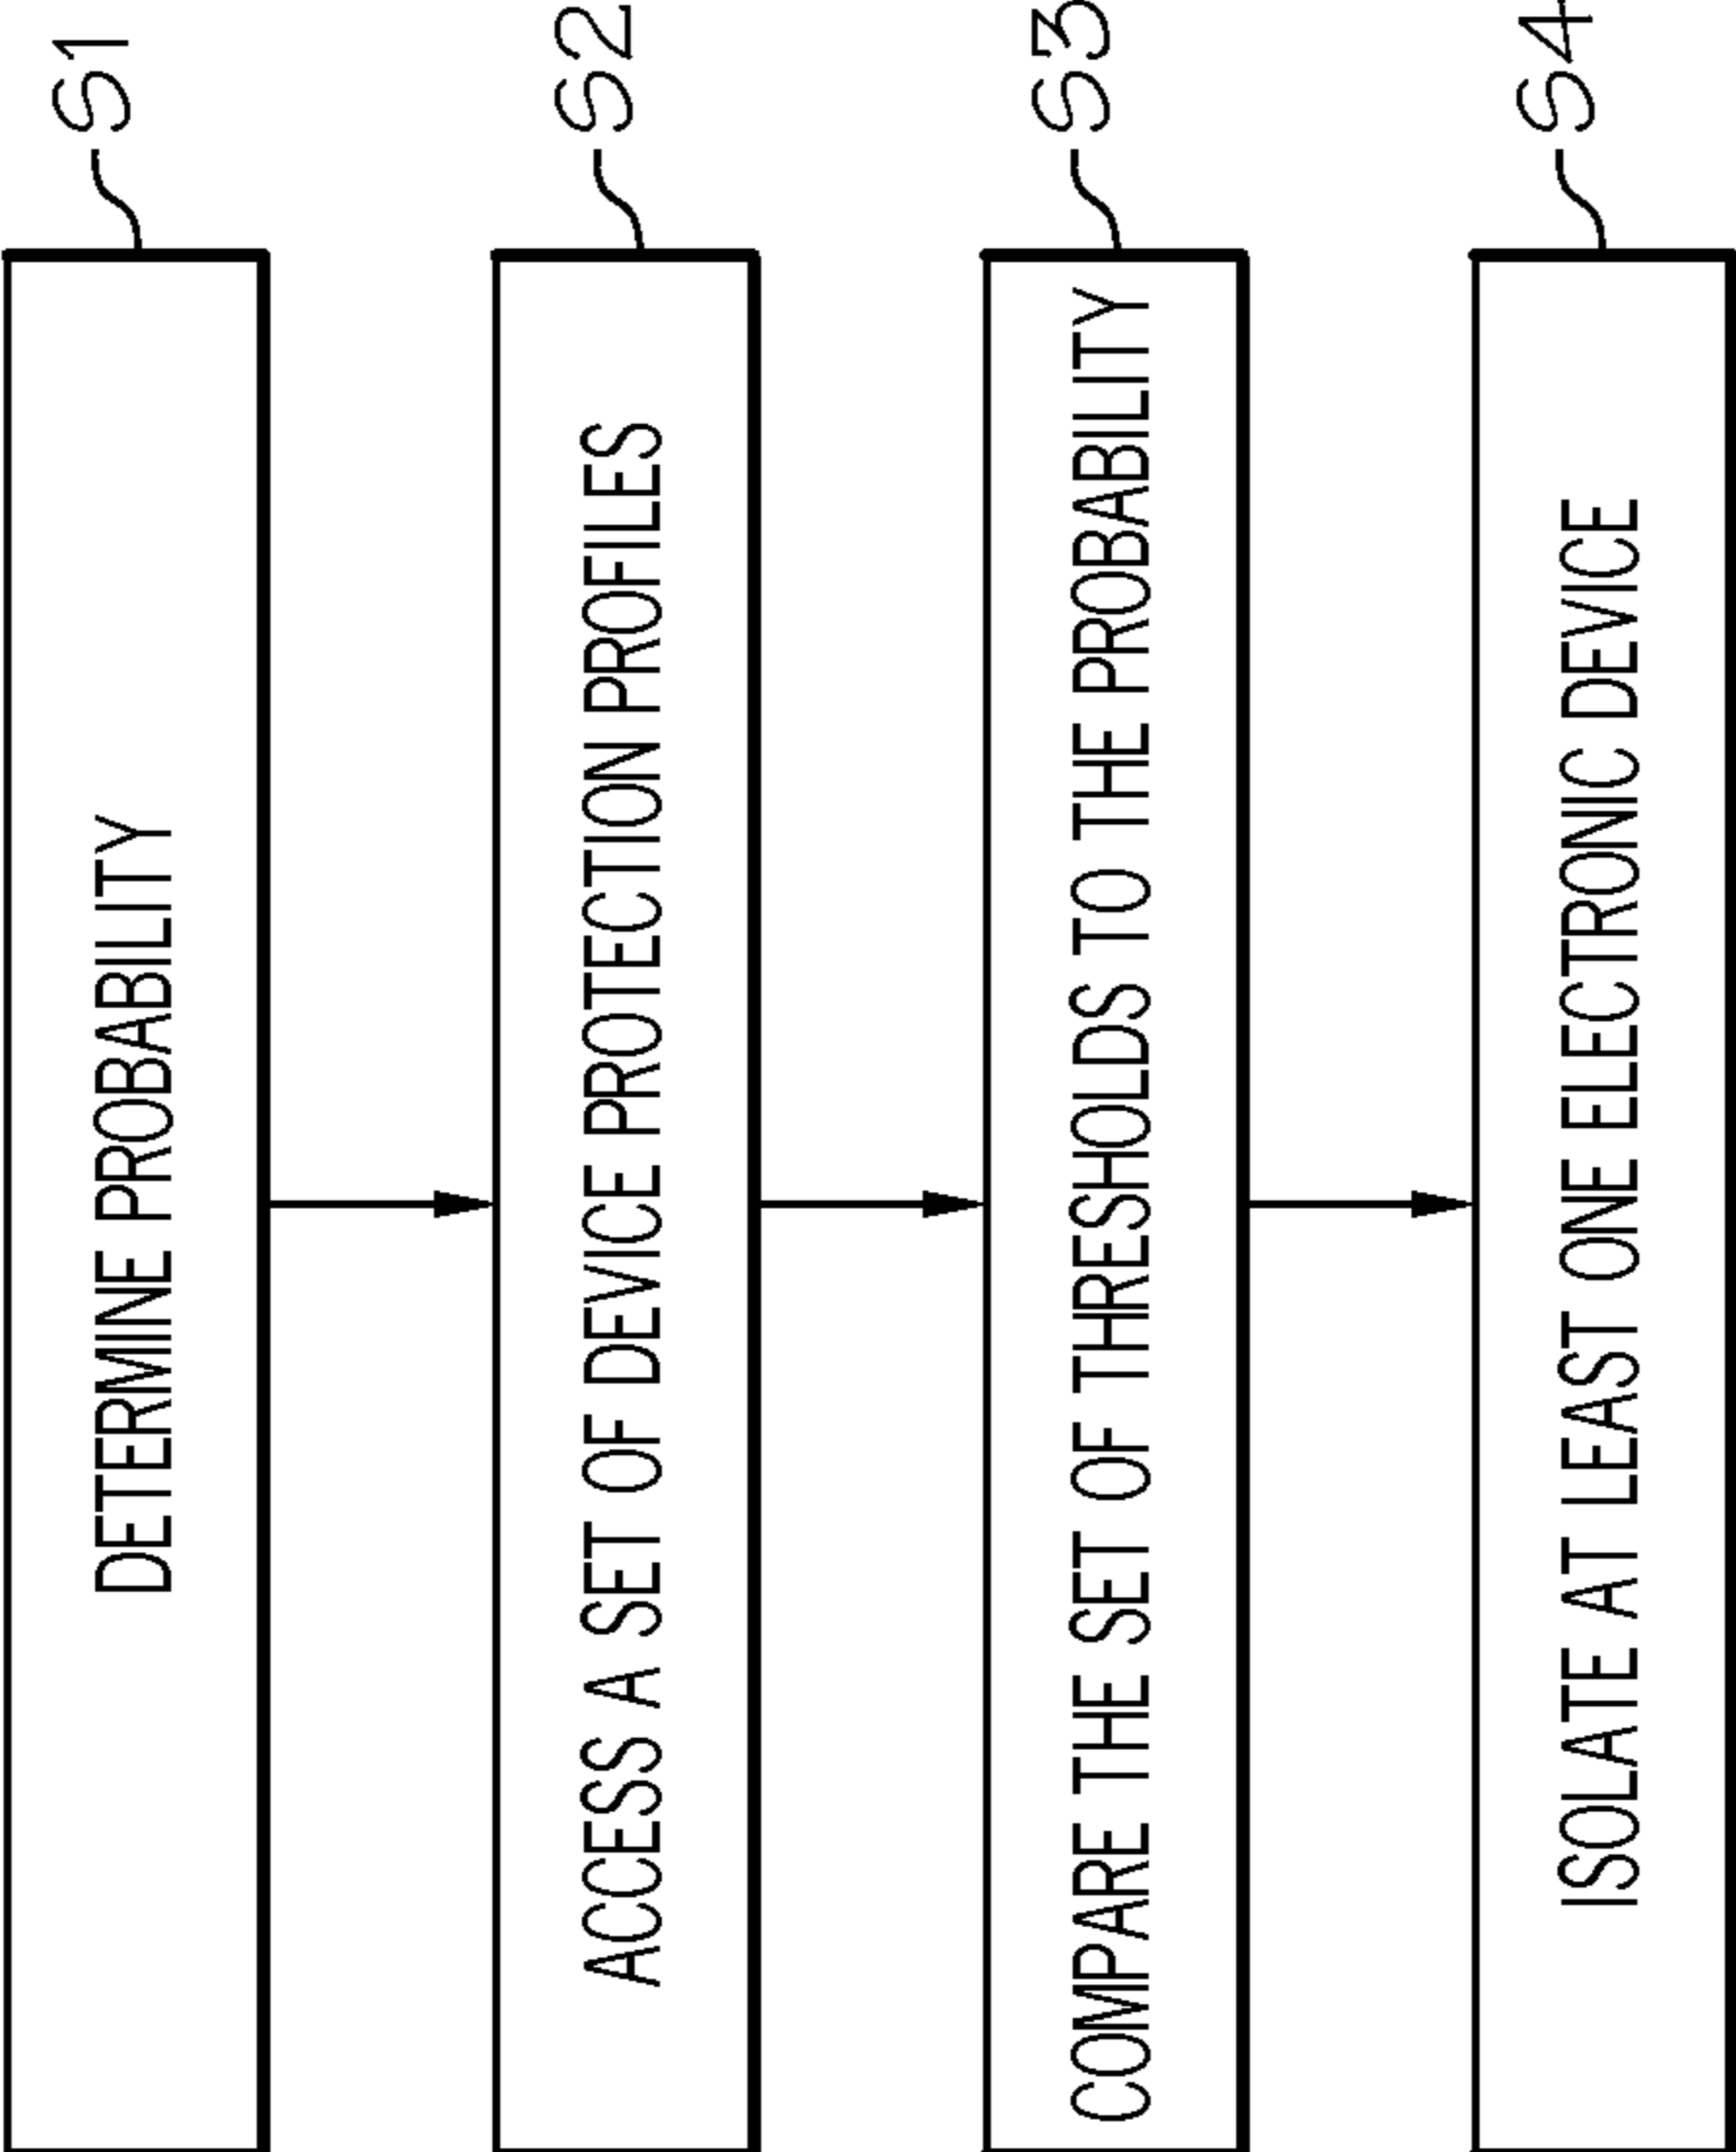 DETERMINE PROBABILITY
S1
ACCESS A SET OF DEVICE PROTECTION PROFILES
S2
COMPARE THE SET OF THRESHOLDS TO THE PROBABILITY
S3
ISOLATE AT LEAST ONE ELECTRONIC DEVICE
S4